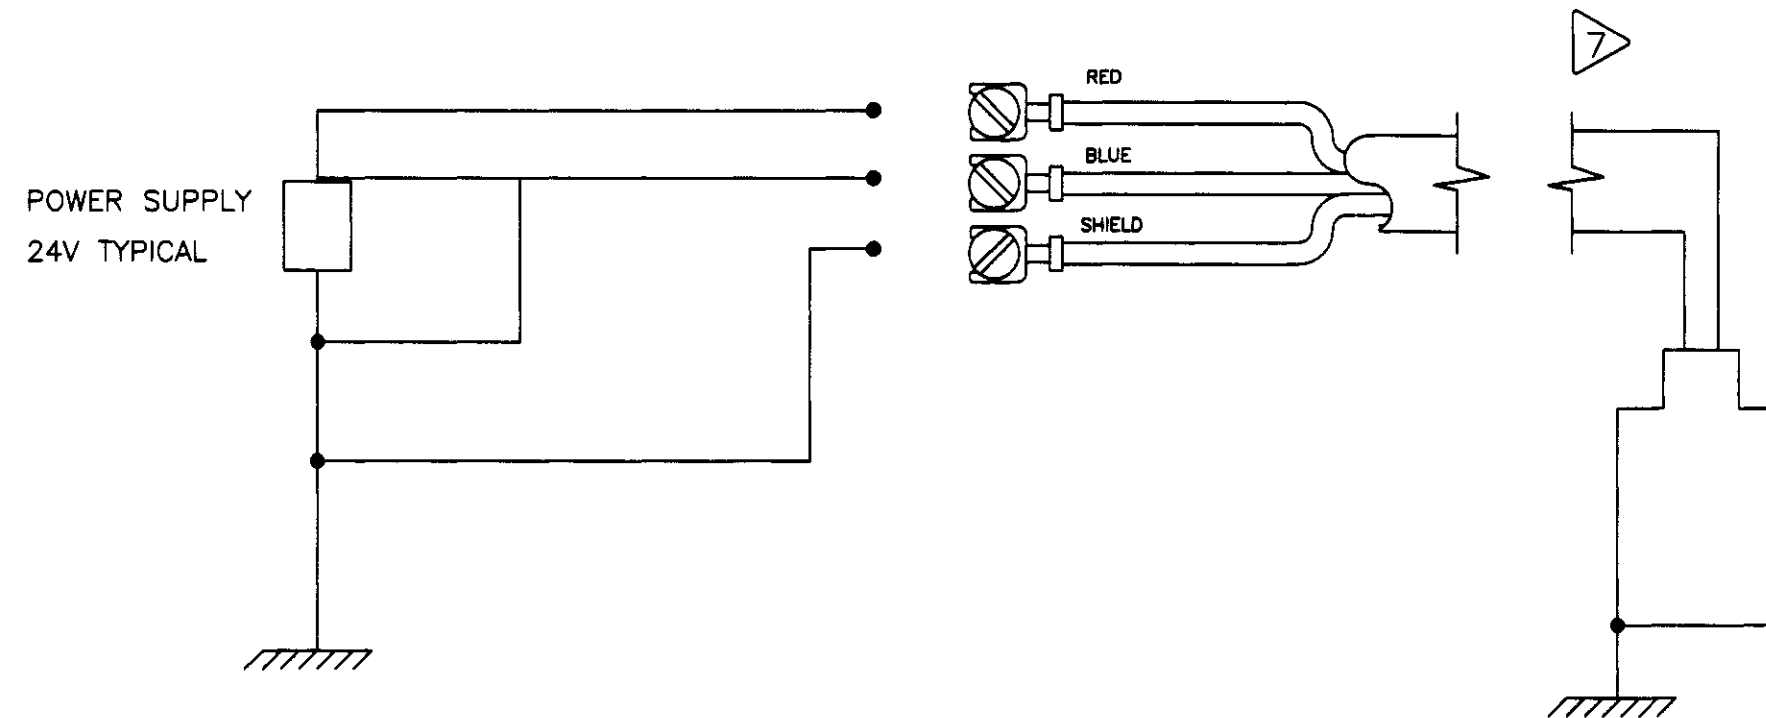 7
RED
BLUE
POWER SUPPLY
24V TYPICAL
SHIELD